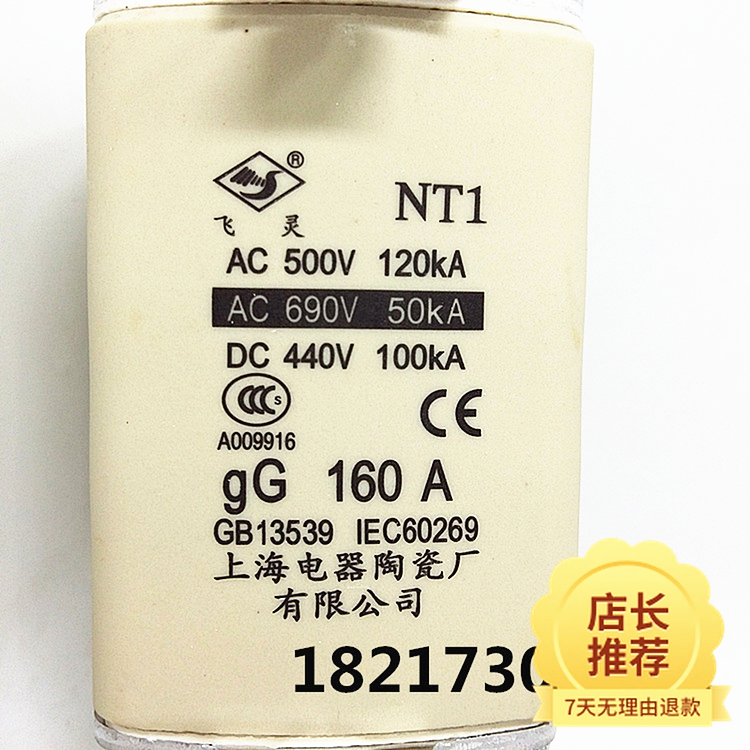 ®
飞灵
NT1
AC 500V 120kA
AC 690V 50kA
DC 440V 100kA
CCC S
A009916
CE
gG 160 A
GB13539 IEC60269
上海电器陶瓷厂
有限公司
1821730
店长
推荐
7天无理由退款